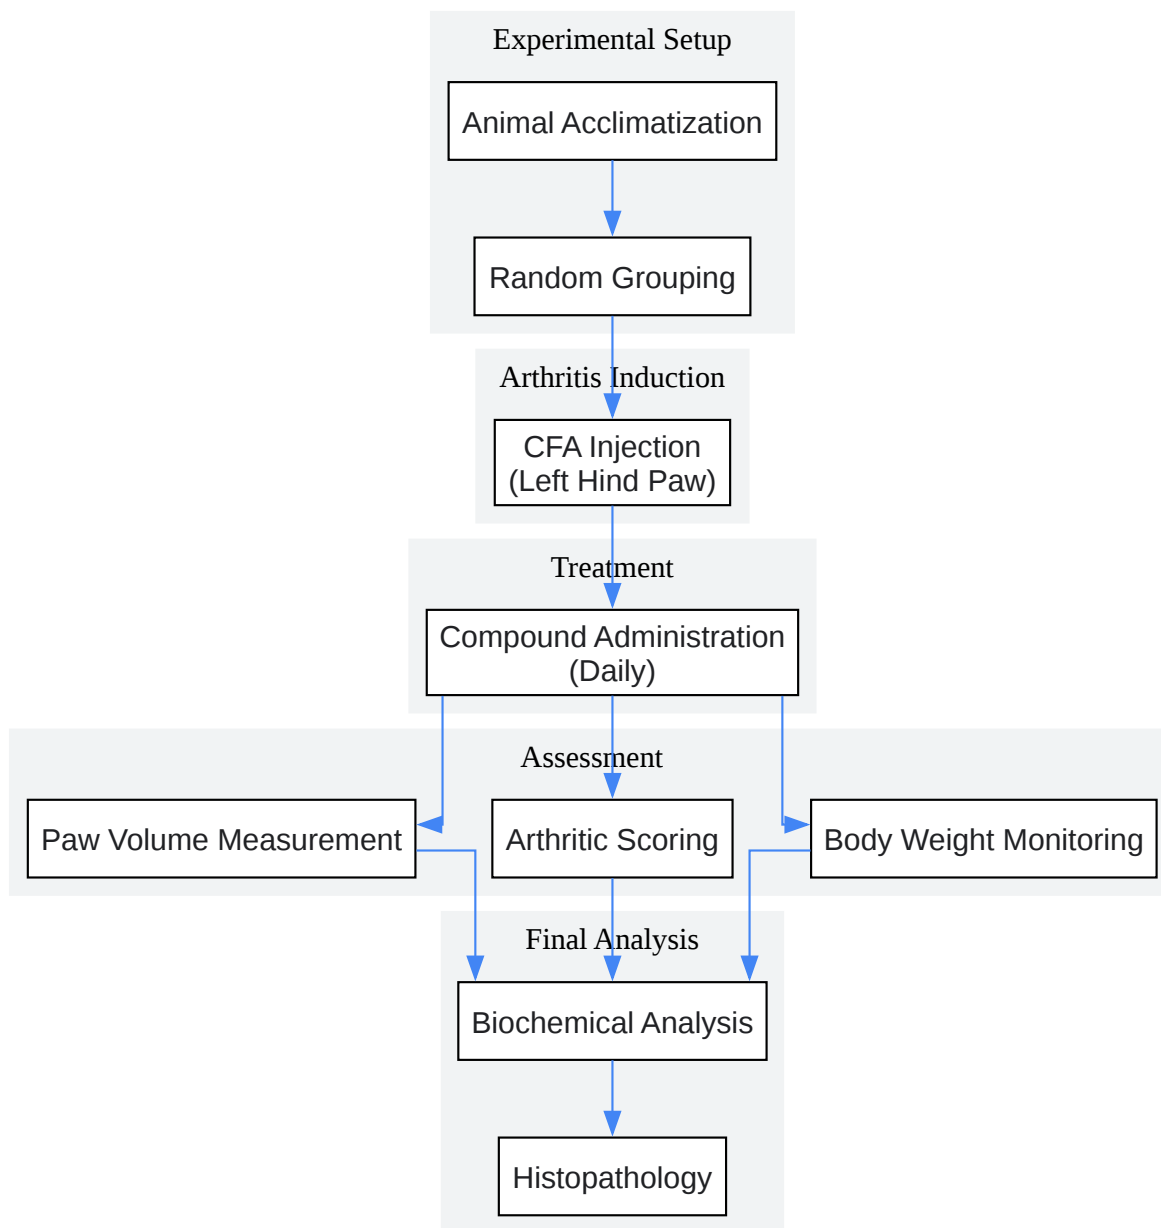 Experimental Setup
Animal Acclimatization
Random Grouping
Arthritis Induction
CFA Injection
(Left Hind Paw)
Treatment
Compound Administration
(Daily)
Assessment
Paw Volume Measurement
Arthritic Scoring
Body Weight Monitoring
Final Analysis
Biochemical Analysis
Histopathology